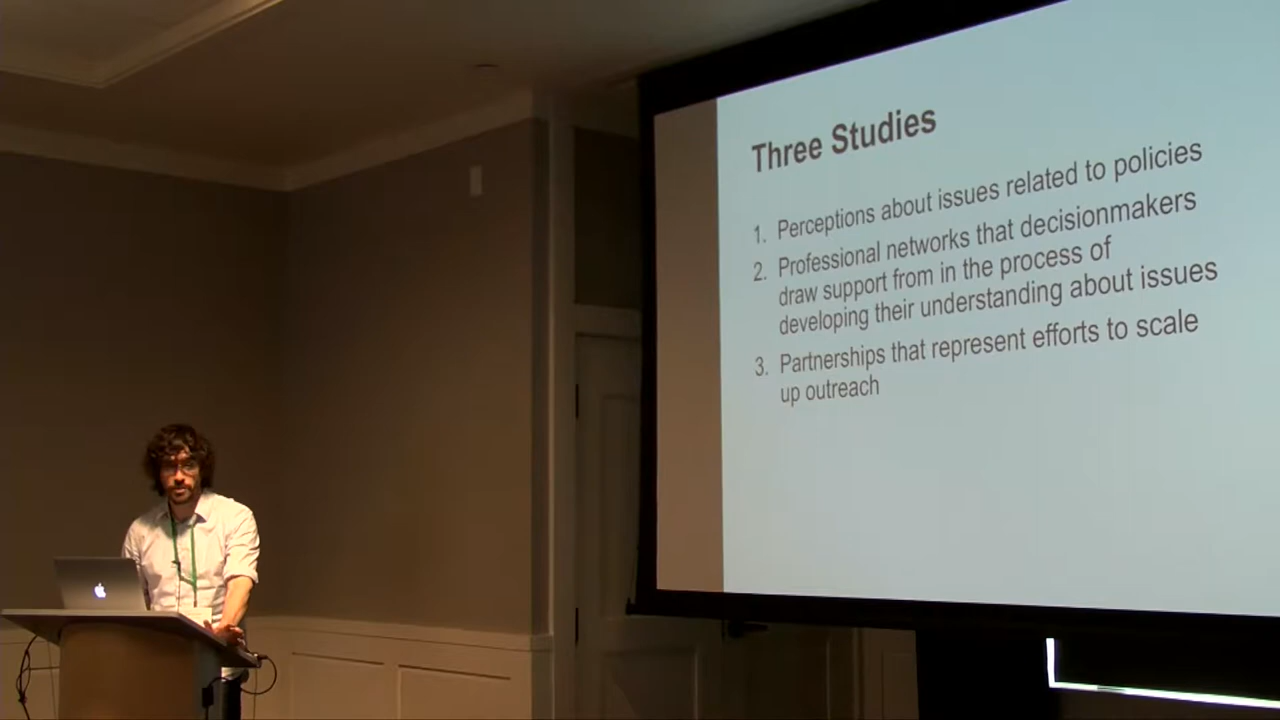 Three Studies
1. Perceptions about issues related to policies
2. Professional networks that decisionmakers
draw support from in the process of
developing their understanding about issues
3. Partnerships that represent efforts to scale
up outreach